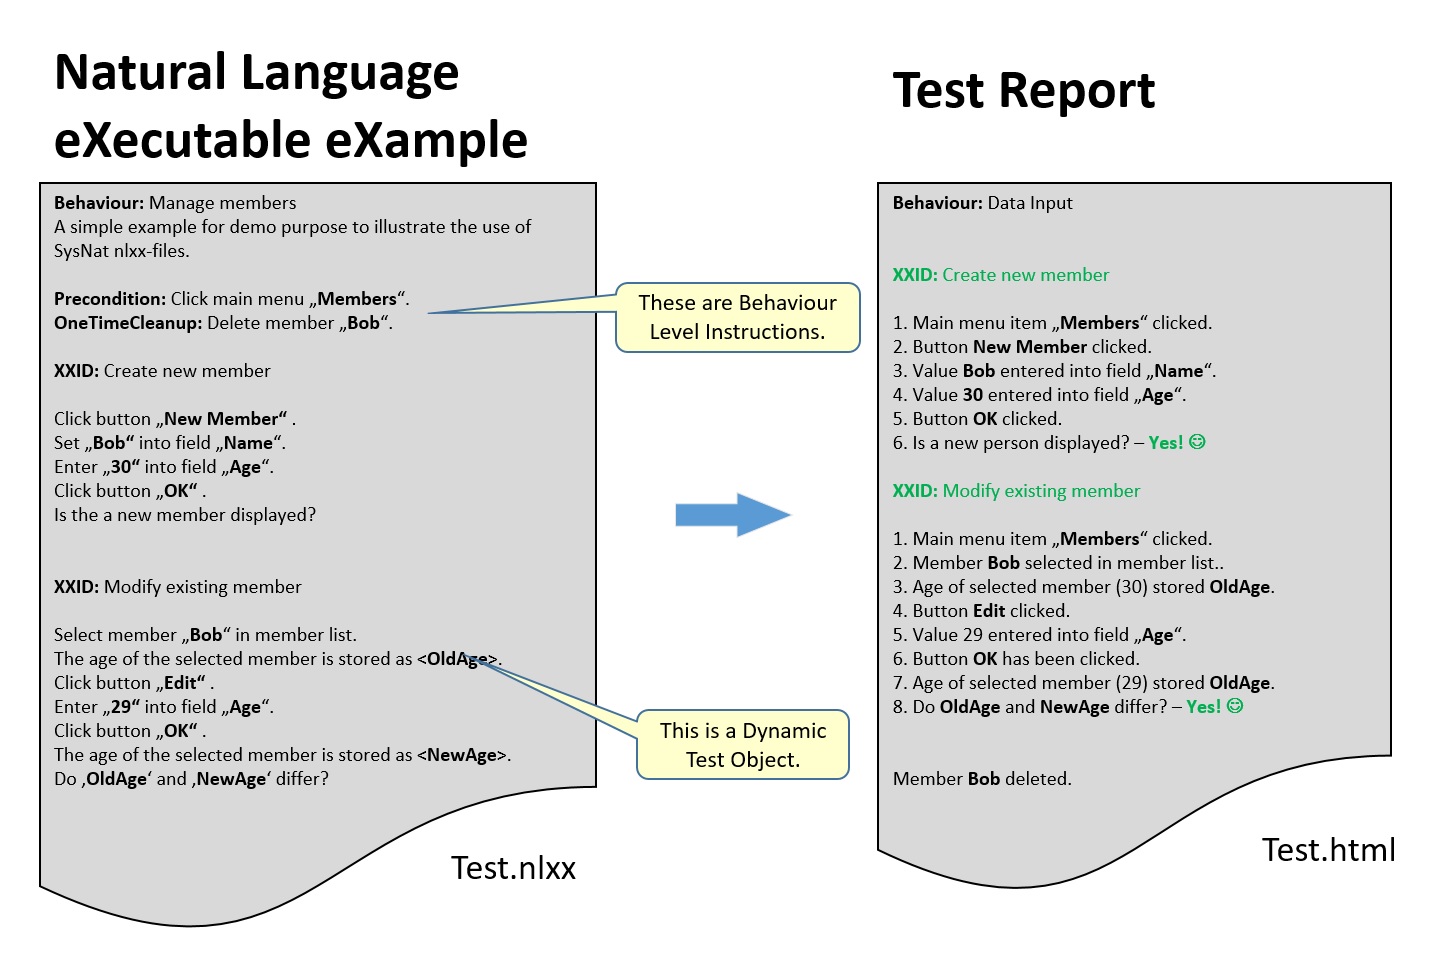 Natural Language
eXecutable eXample
Behaviour: Manage members
A simple example for demo purpose to illustrate the use of
SysNat nlxx-files.
Precondition: Click main menu „Members“.
OneTimeCleanup: Delete member „Bob“.
XXID: Create new member
Click button „New Member“ .
Set „Bob“ into field „Name“.
Enter „30“ into field „Age“.
Click button „OK“ .
Is the a new member displayed?
XXID: Modify existing member
Select member „Bob“ in member list.
The age of the selected member is stored as <OldAge>.
Click button „Edit“ .
Enter „29“ into field „Age“.
Click button „OK“ .
The age of the selected member is stored as <NewAge>.
Do ‚OldAge‘ and ‚NewAge‘ differ?
Test.nlxx
These are Behaviour
Level Instructions.
This is a Dynamic
Test Object.
Test Report
Behaviour: Data Input
XXID: Create new member
1. Main menu item „Members“ clicked.
2. Button New Member clicked.
3. Value Bob entered into field „Name“.
4. Value 30 entered into field „Age“.
5. Button OK clicked.
6. Is a new person displayed? – Yes! ☺
XXID: Modify existing member
1. Main menu item „Members“ clicked.
2. Member Bob selected in member list..
3. Age of selected member (30) stored OldAge.
4. Button Edit clicked.
5. Value 29 entered into field „Age“.
6. Button OK has been clicked.
7. Age of selected member (29) stored OldAge.
8. Do OldAge and NewAge differ? – Yes! ☺
Member Bob deleted.
Test.html